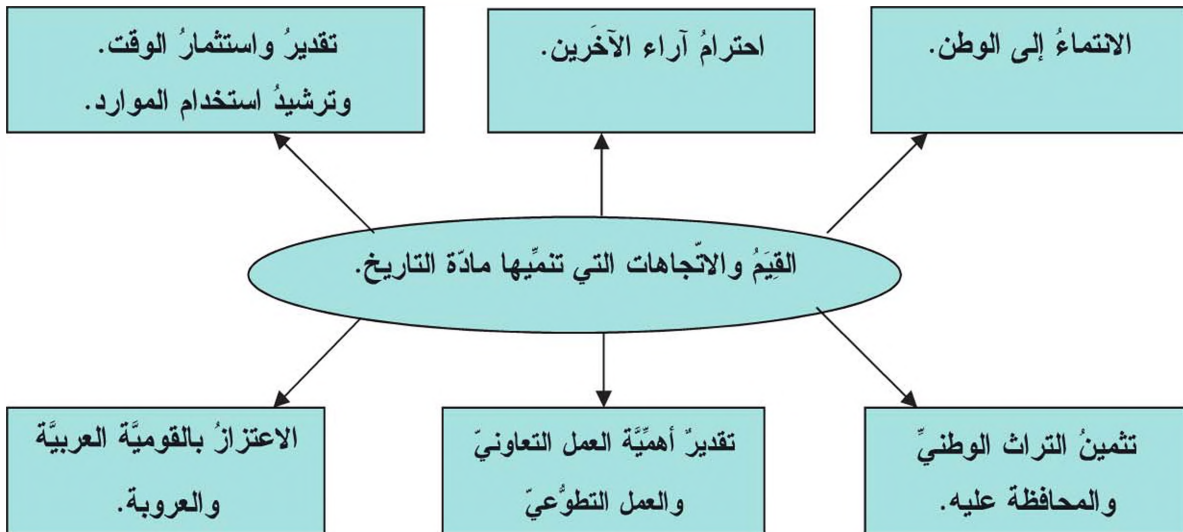 الانتماءُ إلى الوطن.
احترامُ آراء الآخَرين.
تقديرُ واستثمارُ الوقت.
وترشيدُ استخدام الموارد.
القِيَمُ والاتّجاهات التي تنمِّيها مادّة التاريخ.
تثمينُ التراث الوطنيِّ
والمحافظة عليه.
تقديرٌ أهمِّيَّة العمل التعاونيّ
والعمل التطوُّعيّ
الاعتزازُ بالقوميَّة العربيَّة
والعروبة.